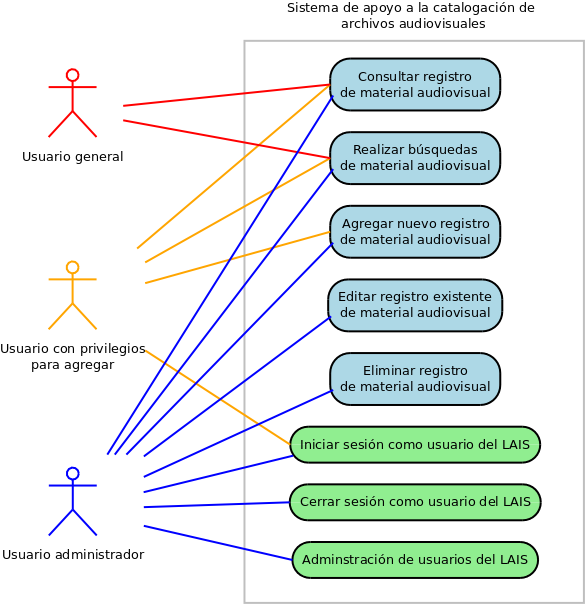 Sistema de apoyo a la catalogación de
archivos audiovisuales
Consultar registro
de material audiovisual
Usuario general
Realizar búsquedas
de material audiovisual
Agregar nuevo registro
de material audiovisual
Editar registro existente
de material audiovisual
Usuario con privilegios
para agregar
Eliminar registro
de material audiovisual
Iniciar sesión como usuario del LAIS
Cerrar sesión como usuario del LAIS
Usuario administrador
Adminstración de usuarios del LAIS